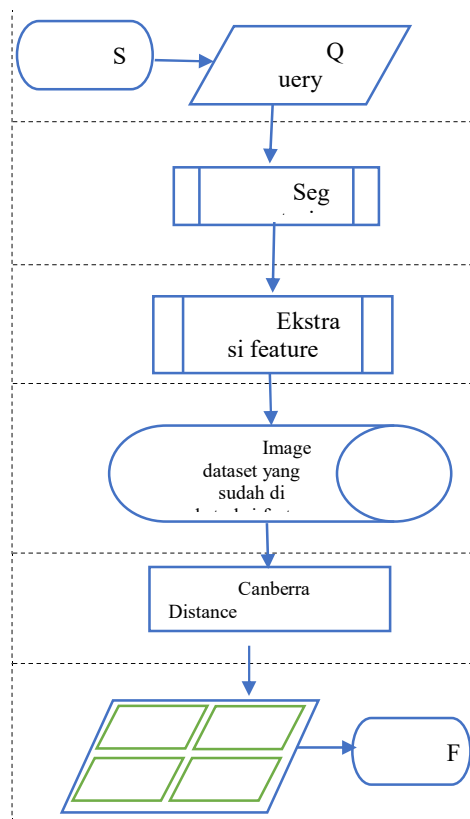 S
Q
uery
Seg
Ekstra
si feature
Image
dataset yang
sudah di
Canberra
Distance
F